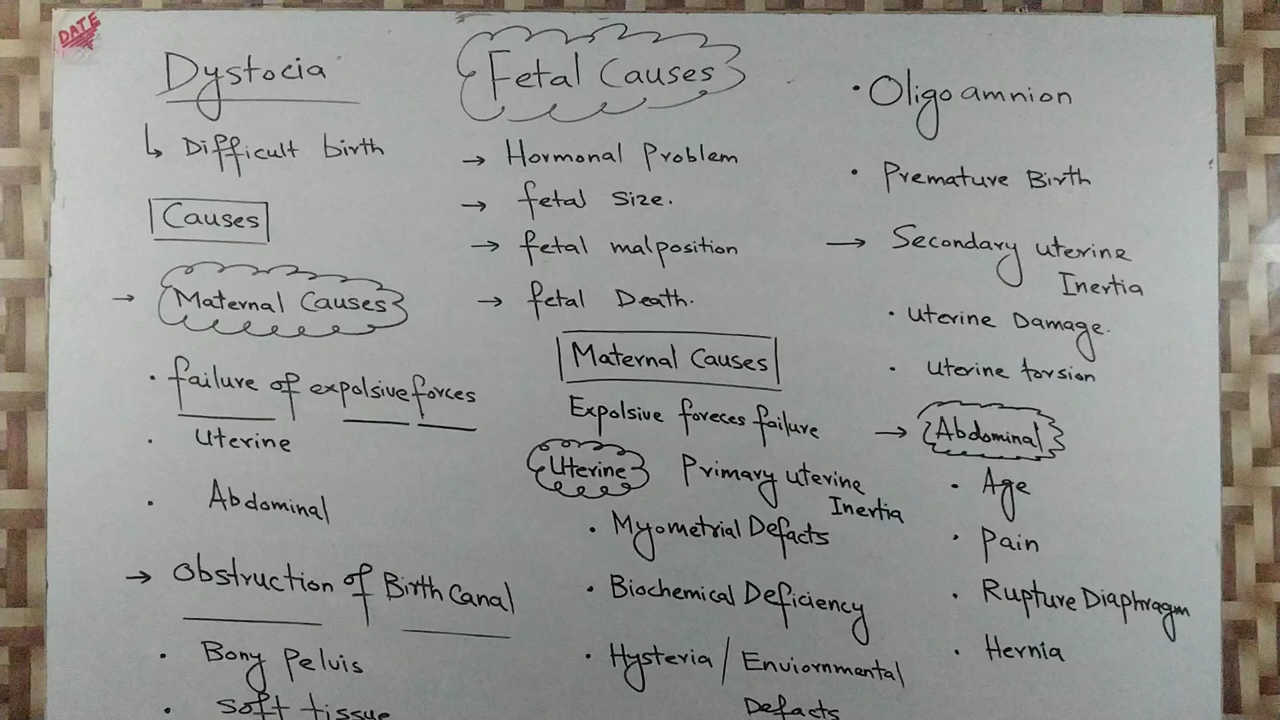 DATE
Dystocia
↳ Difficult birth
Causes
→ Maternal Causes
· failure of expolsive forces
· Uterine
· Abdominal
→ Obstruction of Birth Canal
· Bony Pelvis
· Soft tissue
Fetal Causes
→ Hormonal Problem
→ fetal size.
→ fetal malposition
→ fetal Death.
Maternal Causes
Expolsive foreces failure
Uterine Primary uterine
Inertia
· Myometrial Defects
· Biochemical Deficiency
· Hysteria / Enviornmental
Defects
· Oligoamnion
· Premature Birth
→ Secondary uterine
Inertia
· Uterine Damage.
· Uterine torsion
→ Abdominal
· Age
· Pain
· Rupture Diaphragm
· Hernia